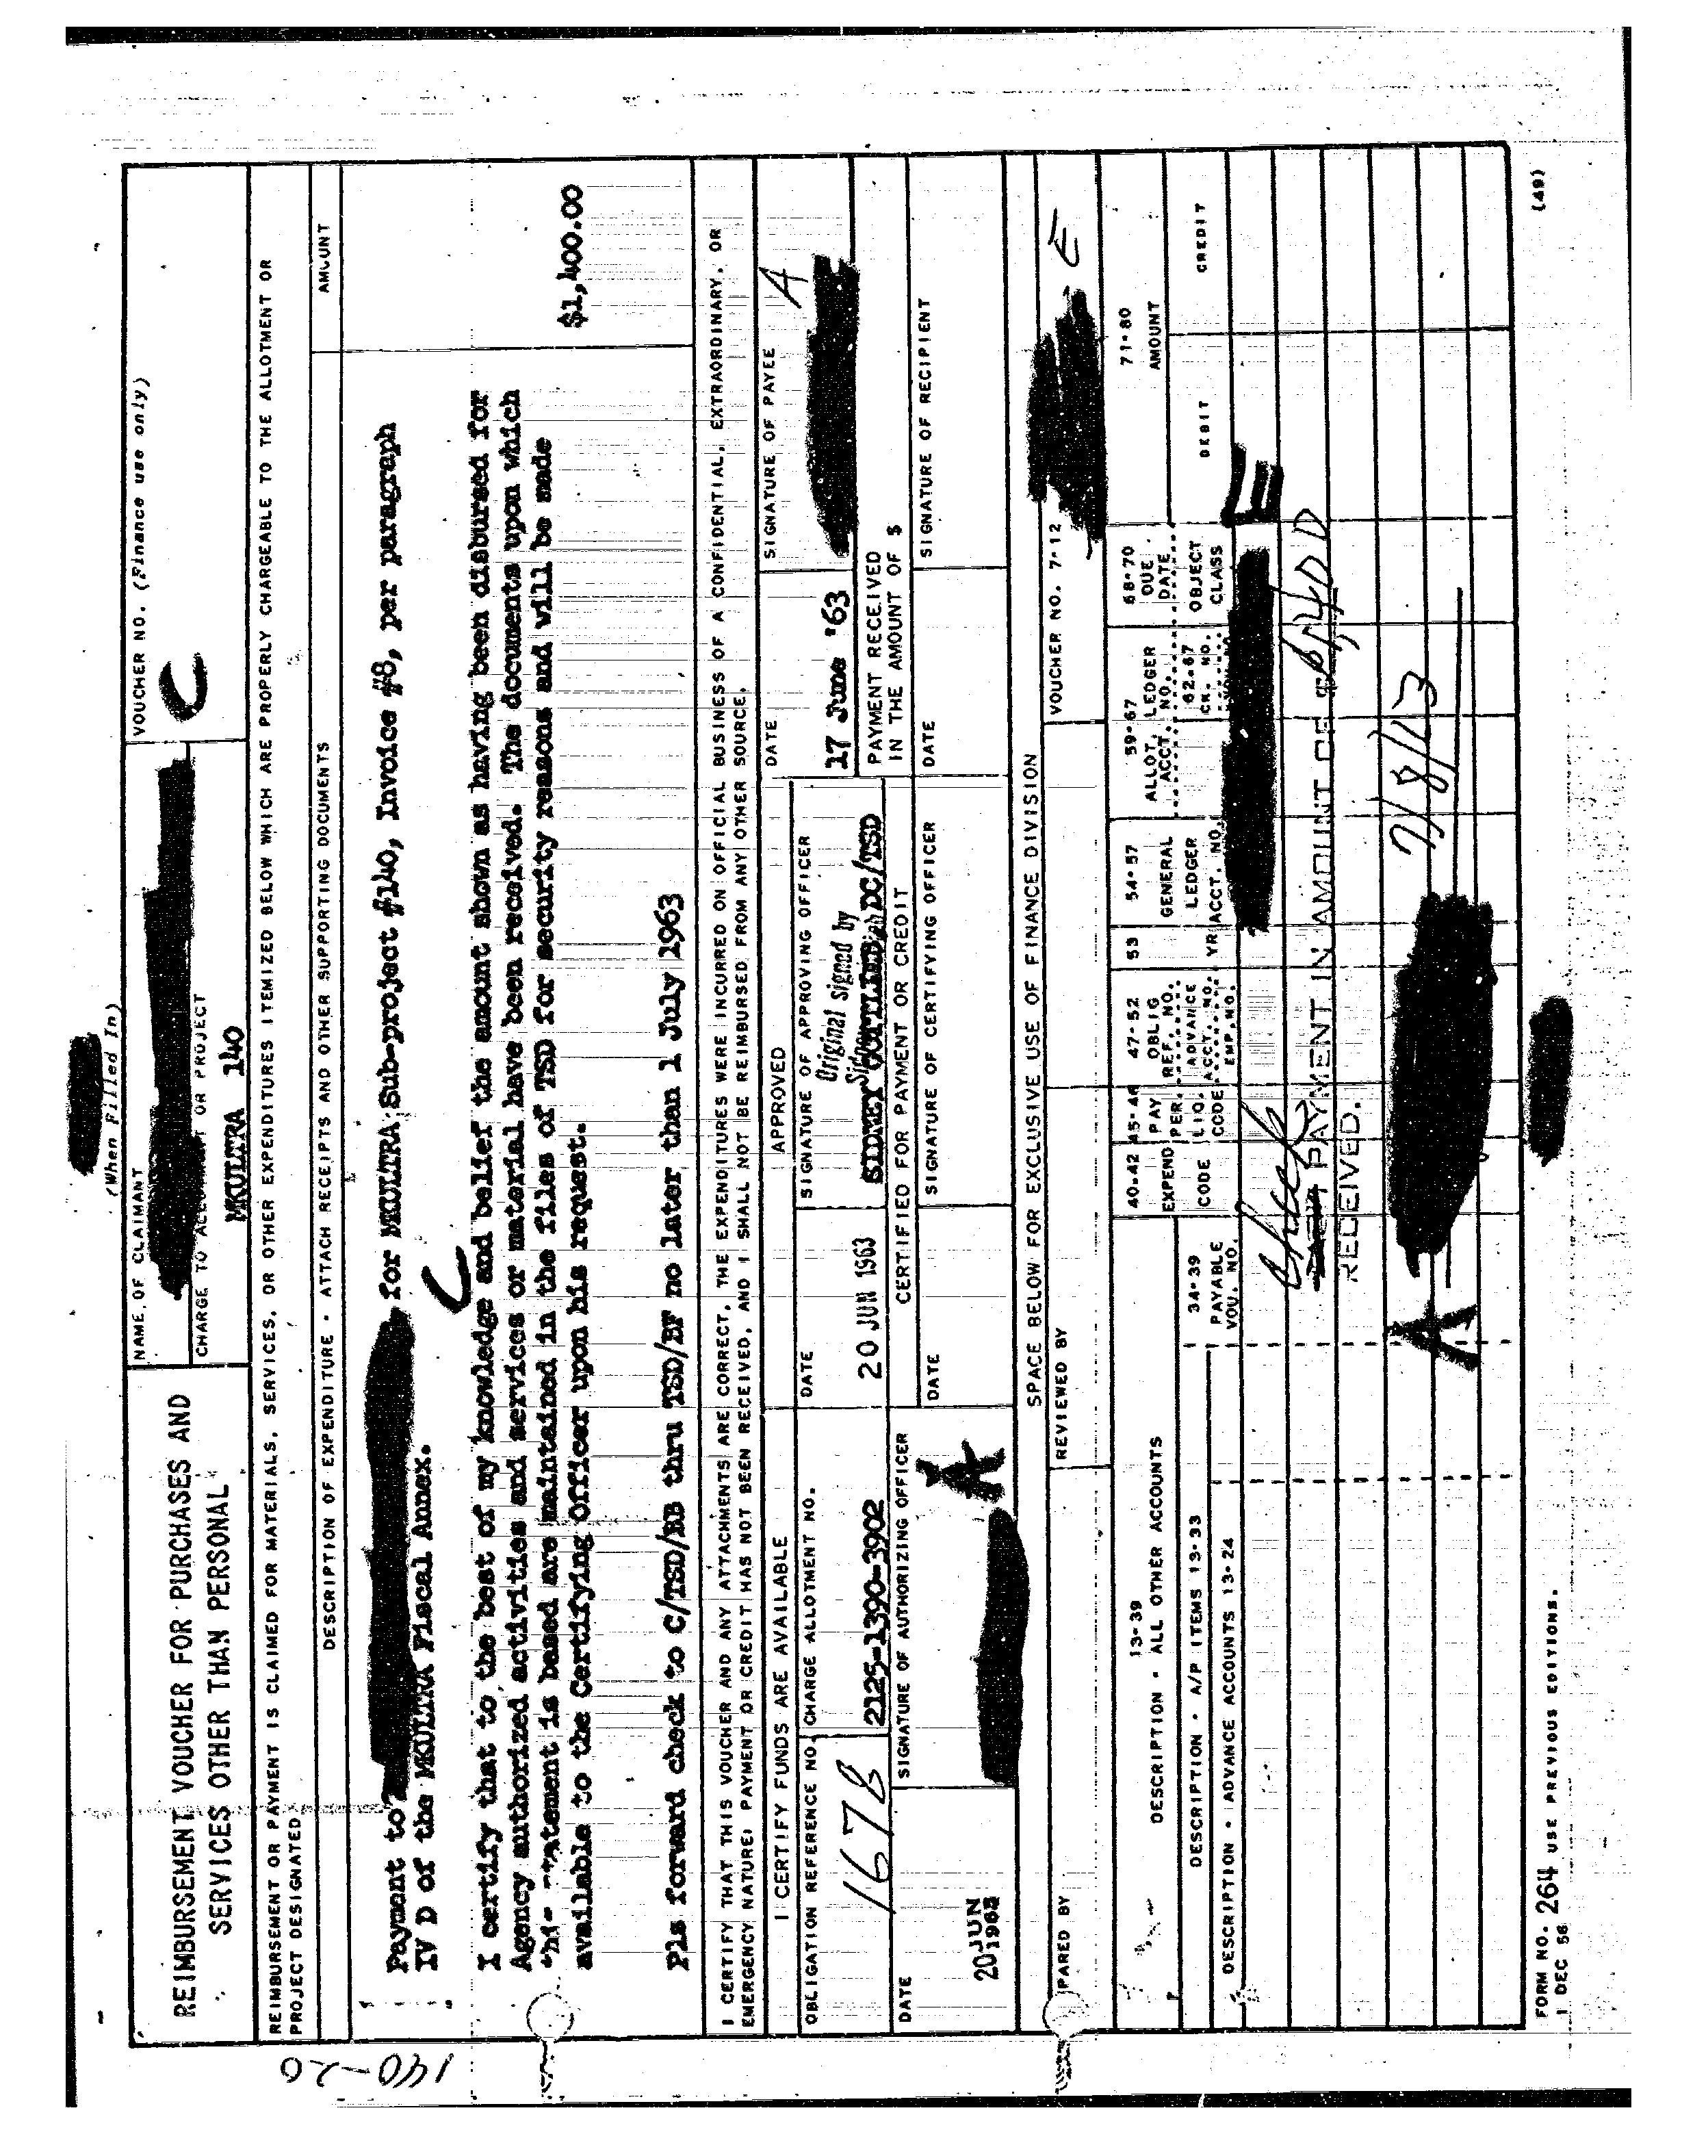 140-20
(When Filled In)
REIMBURSEMENT VOUCHER FOR PURCHASES AND
SERVICES OTHER THAN PERSONAL
NAME OF CLAIMANT
VOUCHER NO. (Finance use only)
C
CHARGE TO OR PROJECT
MKULTRA 140
REIMBURSEMENT OR PAYMENT IS CLAIMED FOR MATERIALS, SERVICES, OR OTHER EXPENDITURES ITEMIZED BELOW WHICH ARE PROPERLY CHARGEABLE TO THE ALLOTMENT OR
PROJECT DESIGNATED
DESCRIPTION OF EXPENDITURE - ATTACH RECEIPTS AND OTHER SUPPORTING DOCUMENTS
AMOUNT
Payment to for MKULTRA Sub-project #140, Invoice #8, per paragraph
IV D of the MKULTRA Fiscal Annex.
C
I certify that to the best of my knowledge and belief the amount shown as having been disbursed for
Agency authorized activities and services or material have been received. The documents upon which
is based are maintained in the files of TSD for security reasons and will be made
available to the Certifying Officer upon his request.
$1,400.00
Pls forward check to C/TSD/BB thru TSD/BF no later than 1 July 1963
I CERTIFY THAT THIS VOUCHER AND ANY ATTACHMENTS ARE CORRECT, THE EXPENDITURES WERE INCURRED ON OFFICIAL BUSINESS OF A CONFIDENTIAL, EXTRAORDINARY, OR
EMERGENCY NATURE; PAYMENT OR CREDIT HAS NOT BEEN RECEIVED, AND I SHALL NOT BE REIMBURSED FROM ANY OTHER SOURCE.
I CERTIFY FUNDS ARE AVAILABLE
APPROVED
DATE
SIGNATURE OF PAYEE
A
17 June '63
OBLIGATION REFERENCE NO.
CHARGE ALLOTMENT NO.
DATE
SIGNATURE OF APPROVING OFFICER
1678
2125-1390-3902
20 JUN 1963
Original signed by
SIDNEY GOTTLIEB, DC/TSD
PAYMENT RECEIVED
IN THE AMOUNT OF $
DATE
SIGNATURE OF AUTHORIZING OFFICER
CERTIFIED FOR PAYMENT OR CREDIT
DATE
SIGNATURE OF CERTIFYING OFFICER
DATE
SIGNATURE OF RECIPIENT
20 JUN
1963
A
SPACE BELOW FOR EXCLUSIVE USE OF FINANCE DIVISION
PARED BY
REVIEWED BY
VOUCHER NO. 7-12
E
13-39
DESCRIPTION - ALL OTHER ACCOUNTS
DESCRIPTION - A/P ITEMS 13-33
DESCRIPTION - ADVANCE ACCOUNTS 13-24
34-39
PAYABLE
VOU. NO.
40-42
EXPEND
CODE
45-46
PAY
PER.
LIQ.
CODE
47-52
OBLIG
REF. NO.
ADVANCE
ACCT. NO.
EMP. NO.
53
YR
54-57
GENERAL
LEDGER
ACCT. NO.
59-67
ALLOT. LEDGER
ACCT. NO.
62-67
CK. NO.
68-70
DUE
DATE
OBJECT
CLASS
71-80
AMOUNT
DEBIT
CREDIT
E
Check
PAYMENT IN AMOUNT OF
RECEIVED.
A
FORM NO. 264 USE PREVIOUS EDITIONS.
1 DEC 56
(49)